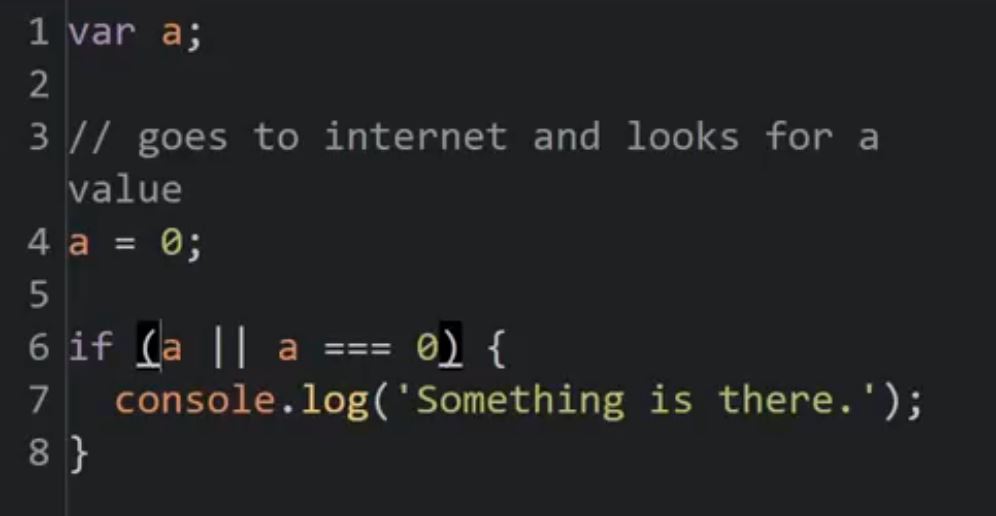 1 var a;
2
3 // goes to internet and looks for a
value
4 a = 0;
5
6 if (a || a === 0) {
7   console.log('Something is there.');
8 }